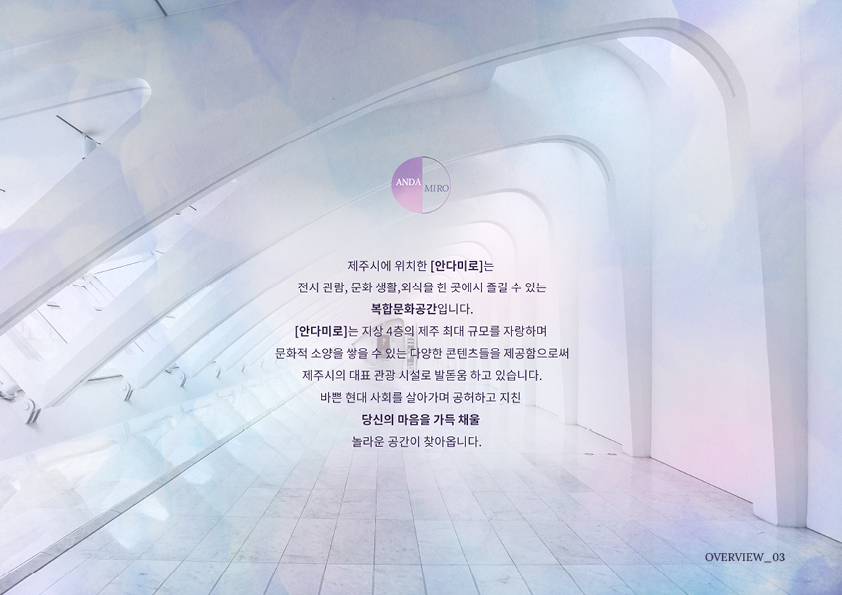 ANDA
MIRO
제주시에 위치한 [안다미로]는
전시 관람, 문화 생활,외식을 한 곳에서 즐길 수 있는
복합문화공간입니다.
[안다미로]는 지상 4층의 제주 최대 규모를 자랑하며
문화적 소양을 쌓을 수 있는 다양한 콘텐츠들을 제공함으로써
제주시의 대표 관광 시설로 발돋움 하고 있습니다.
바쁜 현대 사회를 살아가며 공허하고 지친
당신의 마음을 가득 채울
놀라운 공간이 찾아옵니다.
OVERVIEW_03